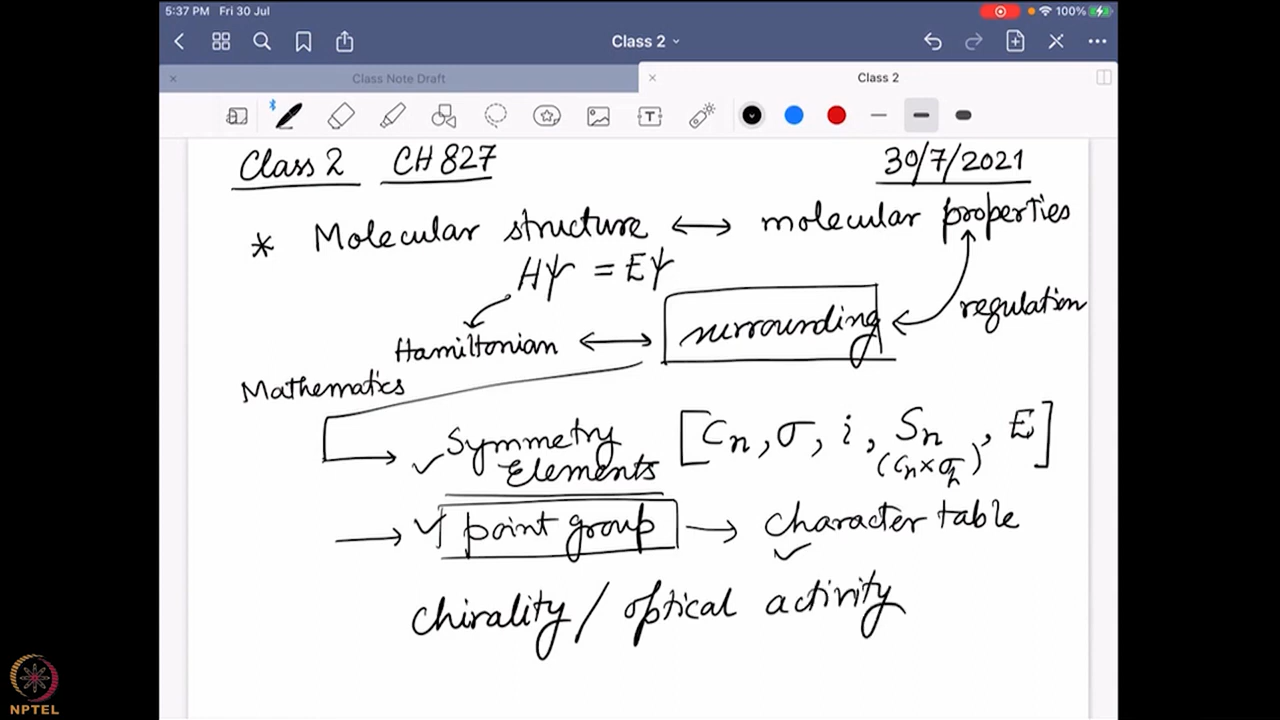 5:37 PM Fri 30 Jul
100%
Class 2
Class Note Draft
Class 2
T
Class 2 CH 827 30/7/2021
* Molecular structure ↔ molecular properties
Hψ = Eψ
regulation
Hamiltonian ↔ surrounding
Mathematics
→ ✓ Symmetry Elements [Cn, σ, i, Sn, E]
(Cn × σh)
→ ✓ point group → character table
✓
chirality / optical activity
NPTEL